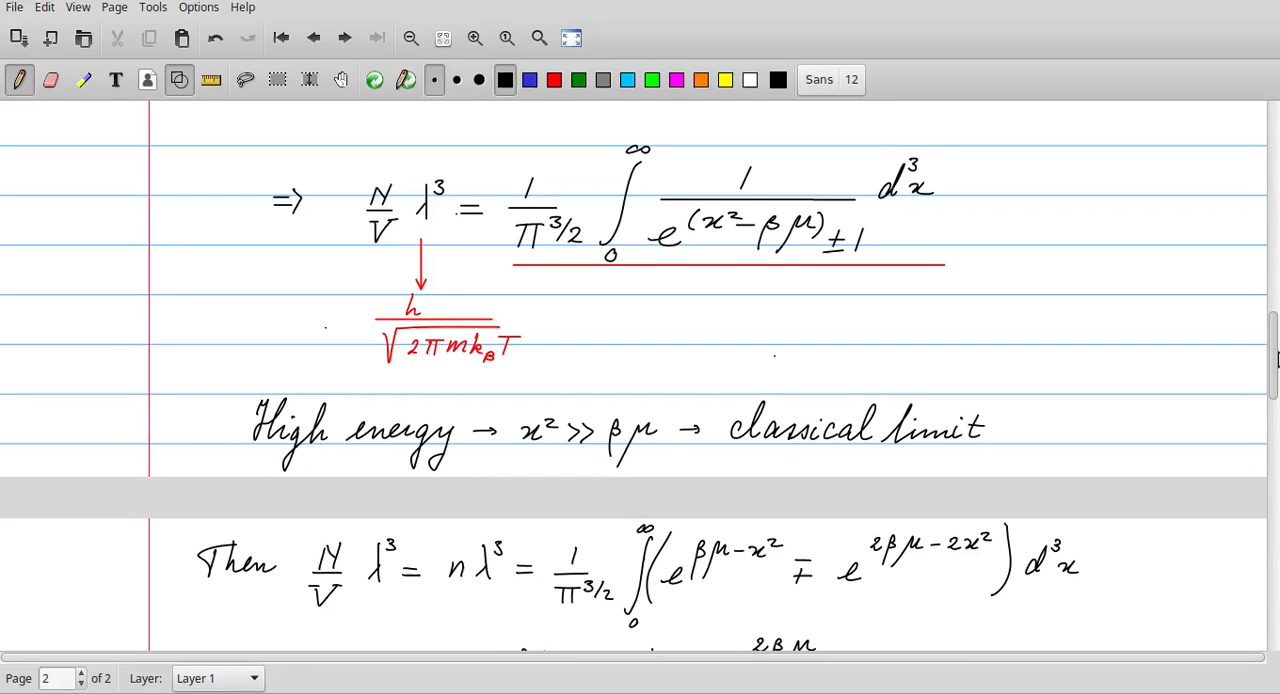 File Edit View Page Tools Options Help
T Sans 12
=> N/V λ³ = 1/π^(3/2) ∫₀^∞ 1/(e^(x² − βμ) ± 1) d³x
h/√(2πmk_βT)
High energy → x² >> βμ → classical limit
Then N/V λ³ = nλ³ = 1/π^(3/2) ∫₀^∞ (e^(βμ − x²) ∓ e^(2βμ − 2x²)) d³x
2βμ
Page 2 of 2 Layer: Layer 1